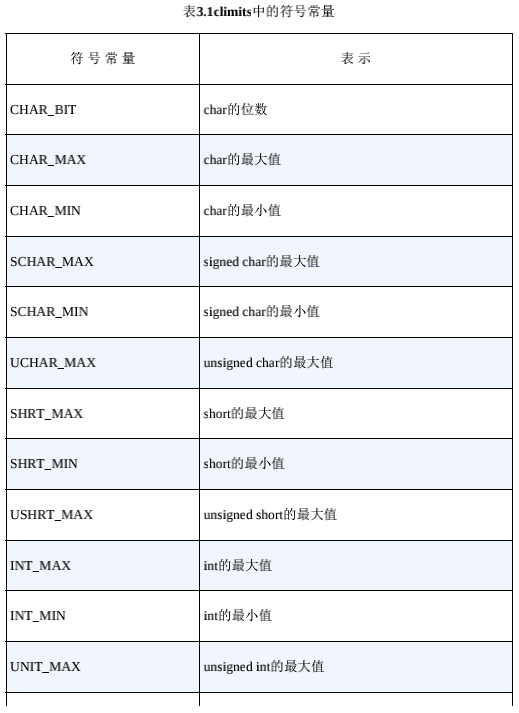 表3.1climits中的符号常量
符 号 常 量 表 示
CHAR_BIT char的位数
CHAR_MAX char的最大值
CHAR_MIN char的最小值
SCHAR_MAX signed char的最大值
SCHAR_MIN signed char的最小值
UCHAR_MAX unsigned char的最大值
SHRT_MAX short的最大值
SHRT_MIN short的最小值
USHRT_MAX unsigned short的最大值
INT_MAX int的最大值
INT_MIN int的最小值
UNIT_MAX unsigned int的最大值